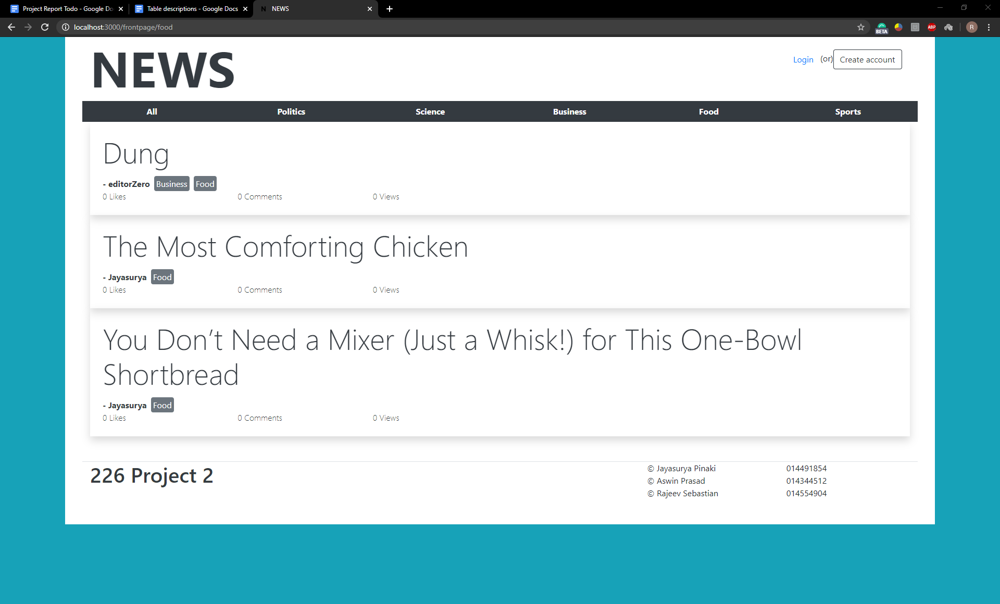 Project Report Todo - Google Do
Table descriptions - Google Docs
N NEWS
localhost:3000/frontpage/food
BETA
ABP
R
NEWS
Login (or) Create account
All Politics Science Business Food Sports
Dung
- editorZero Business Food
0 Likes 0 Comments 0 Views
The Most Comforting Chicken
- Jayasurya Food
0 Likes 0 Comments 0 Views
You Don’t Need a Mixer (Just a Whisk!) for This One-Bowl
Shortbread
- Jayasurya Food
0 Likes 0 Comments 0 Views
226 Project 2
© Jayasurya Pinaki 014491854
© Aswin Prasad 014344512
© Rajeev Sebastian 014554904